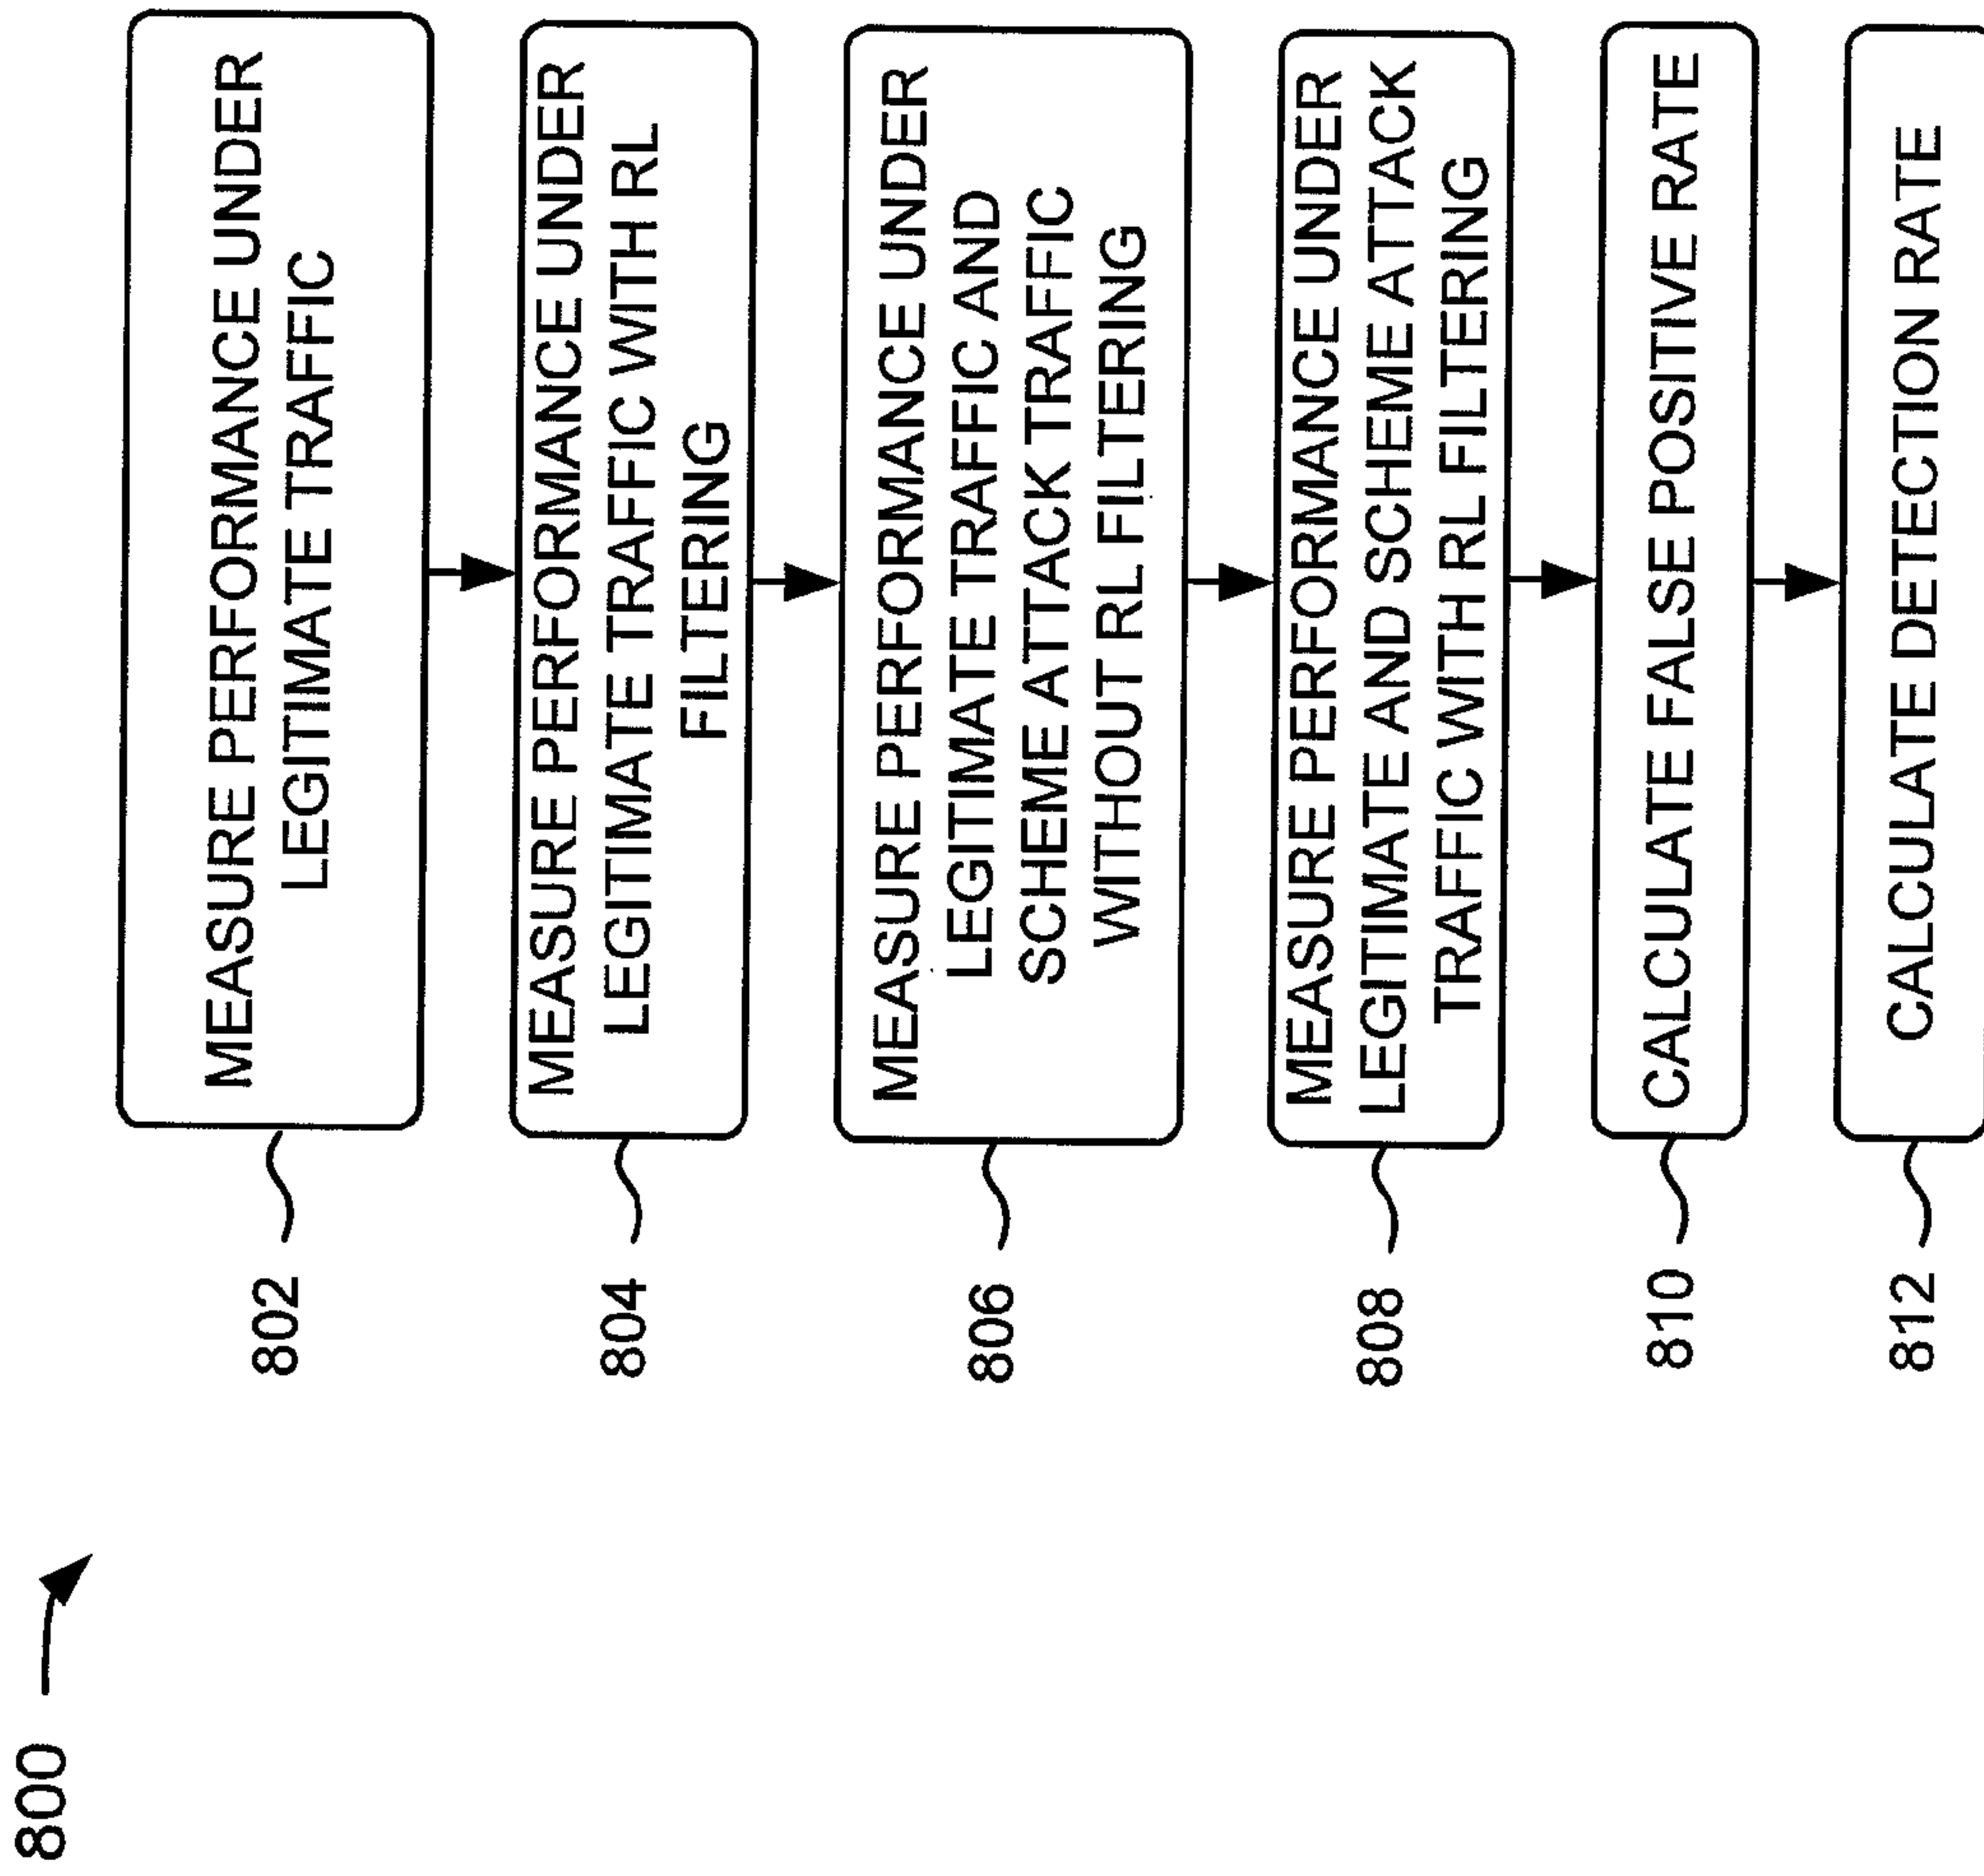 800
802
MEASURE PERFORMANCE UNDER
LEGITIMATE TRAFFIC
804
MEASURE PERFORMANCE UNDER
LEGITIMATE TRAFFIC WITH RL
FILTERING
806
MEASURE PERFORMANCE UNDER
LEGITIMATE TRAFFIC AND
SCHEME ATTACK TRAFFIC
WITHOUT RL FILTERING
808
MEASURE PERFORMANCE UNDER
LEGITIMATE AND SCHEME ATTACK
TRAFFIC WITH RL FILTERING
810
CALCULATE FALSE POSITIVE RATE
812
CALCULATE DETECTION RATE